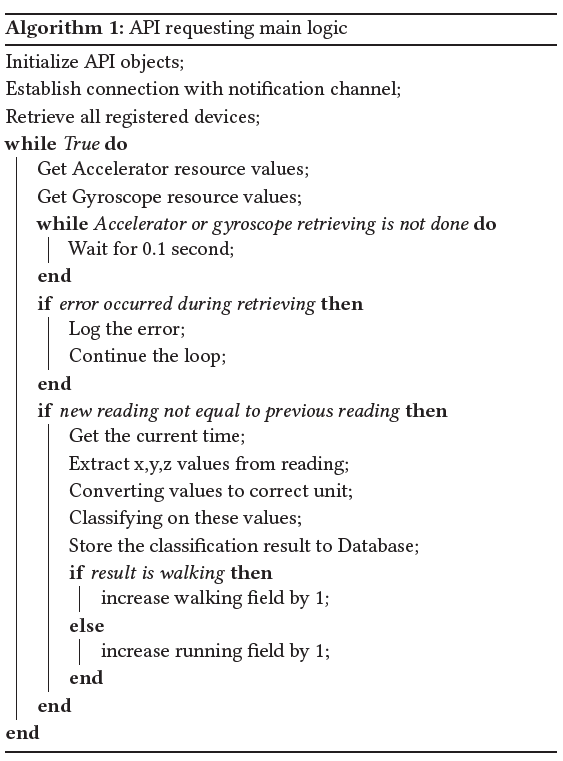 Algorithm 1: API requesting main logic
Initialize API objects;
Establish connection with notification channel;
Retrieve all registered devices;
while True do
Get Accelerator resource values;
Get Gyroscope resource values;
while Accelerator or gyroscope retrieving is not done do
Wait for 0.1 second;
end
if error occurred during retrieving then
Log the error;
Continue the loop;
end
if new reading not equal to previous reading then
Get the current time;
Extract x,y,z values from reading;
Converting values to correct unit;
Classifying on these values;
Store the classification result to Database;
if result is walking then
increase walking field by 1;
else
increase running field by 1;
end
end
end